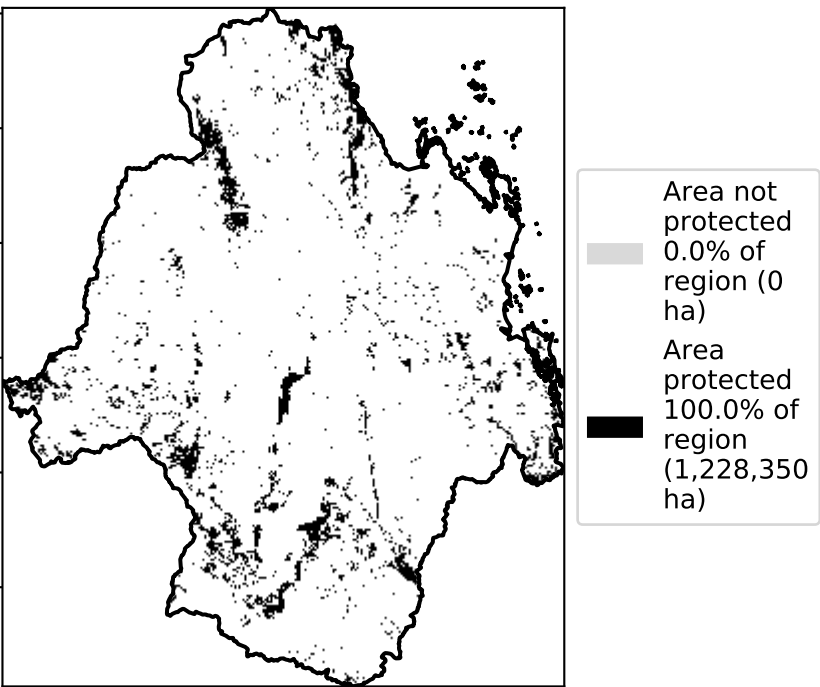 Area not
protected
0.0% of
region (0
ha)
Area
protected
100.0% of
region
(1,228,350
ha)